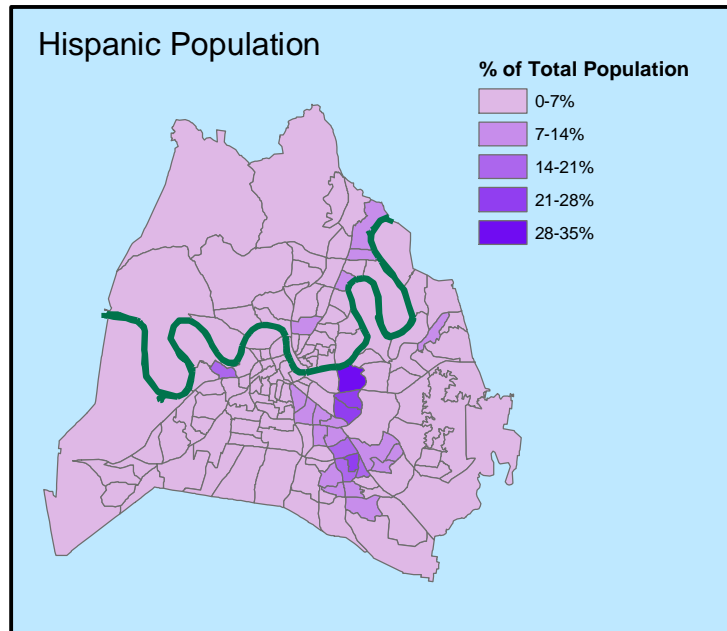 Hispanic Population
% of Total Population
0-7%
7-14%
14-21%
21-28%
28-35%